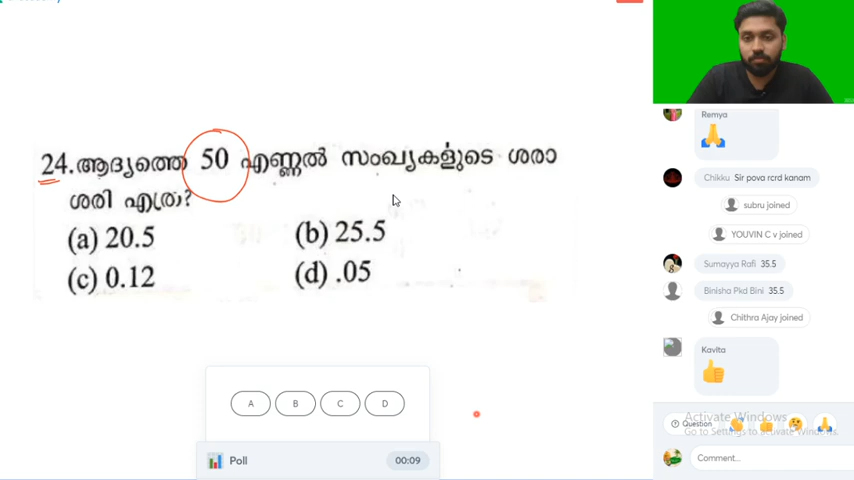 24. ആദ്യത്തെ 50 എണ്ണൽ സംഖ്യകളുടെ ശരാ
ശരി എത്ര?
(a) 20.5 (b) 25.5
(c) 0.12 (d) .05
A B C D
Poll 00:09
Remya
Chikku Sir pova rcrd kanam
subru joined
YOUVIN C v joined
Sumayya Rafi 35.5
Binisha Pkd Bini 35.5
Chithra Ajay joined
Kavita
Activate Windows
Question
Go to Settings to activate Windows.
Comment...